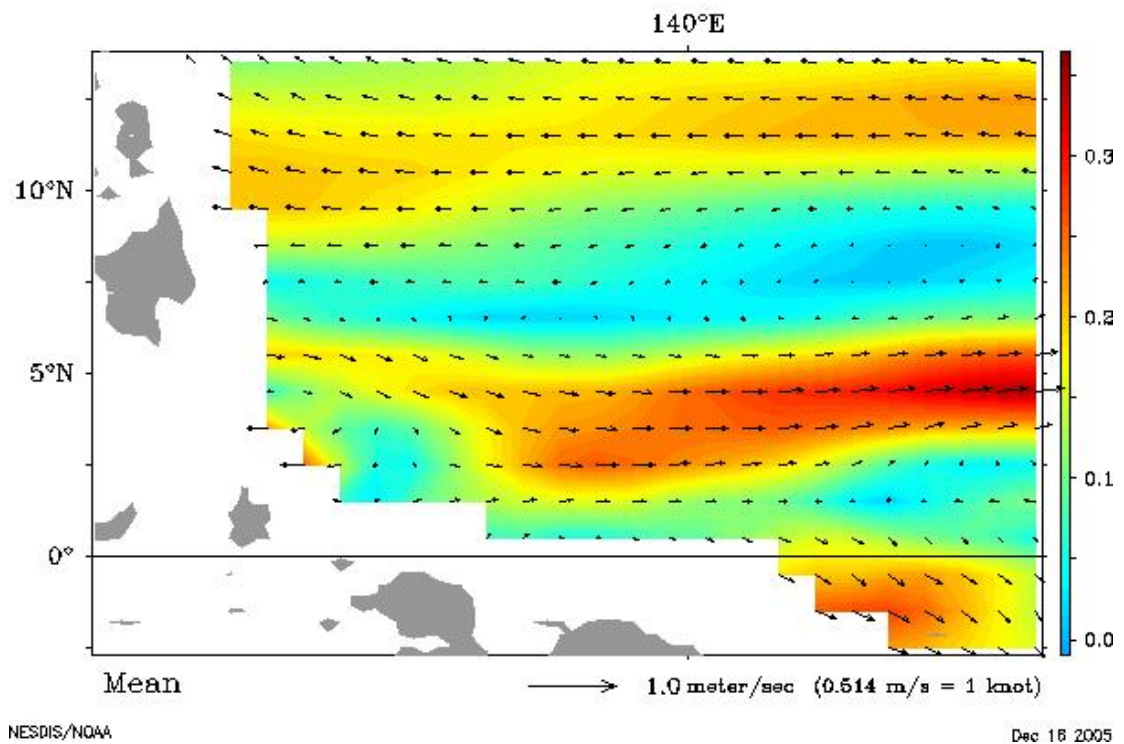 140°E
10°N
5°N
0°
0.3
0.2
0.1
0.0
Mean
1.0 meter/sec (0.514 m/s = 1 knot)
NESDIS/NOAA
Dec 16 2005